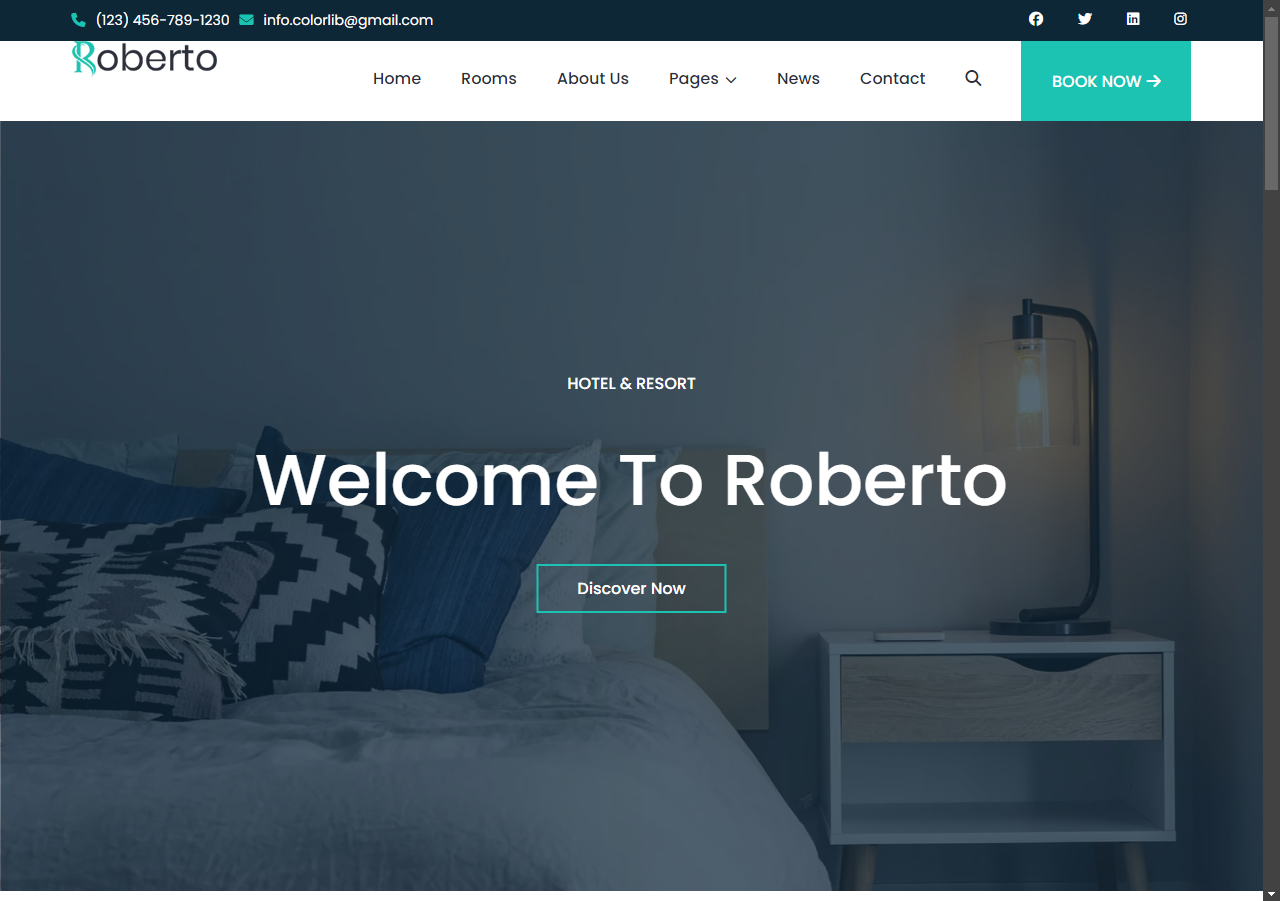 (123) 456-789-1230 info.colorlib@gmail.com
Roberto
Home Rooms About Us Pages News Contact BOOK NOW
HOTEL & RESORT
Welcome To Roberto
Discover Now